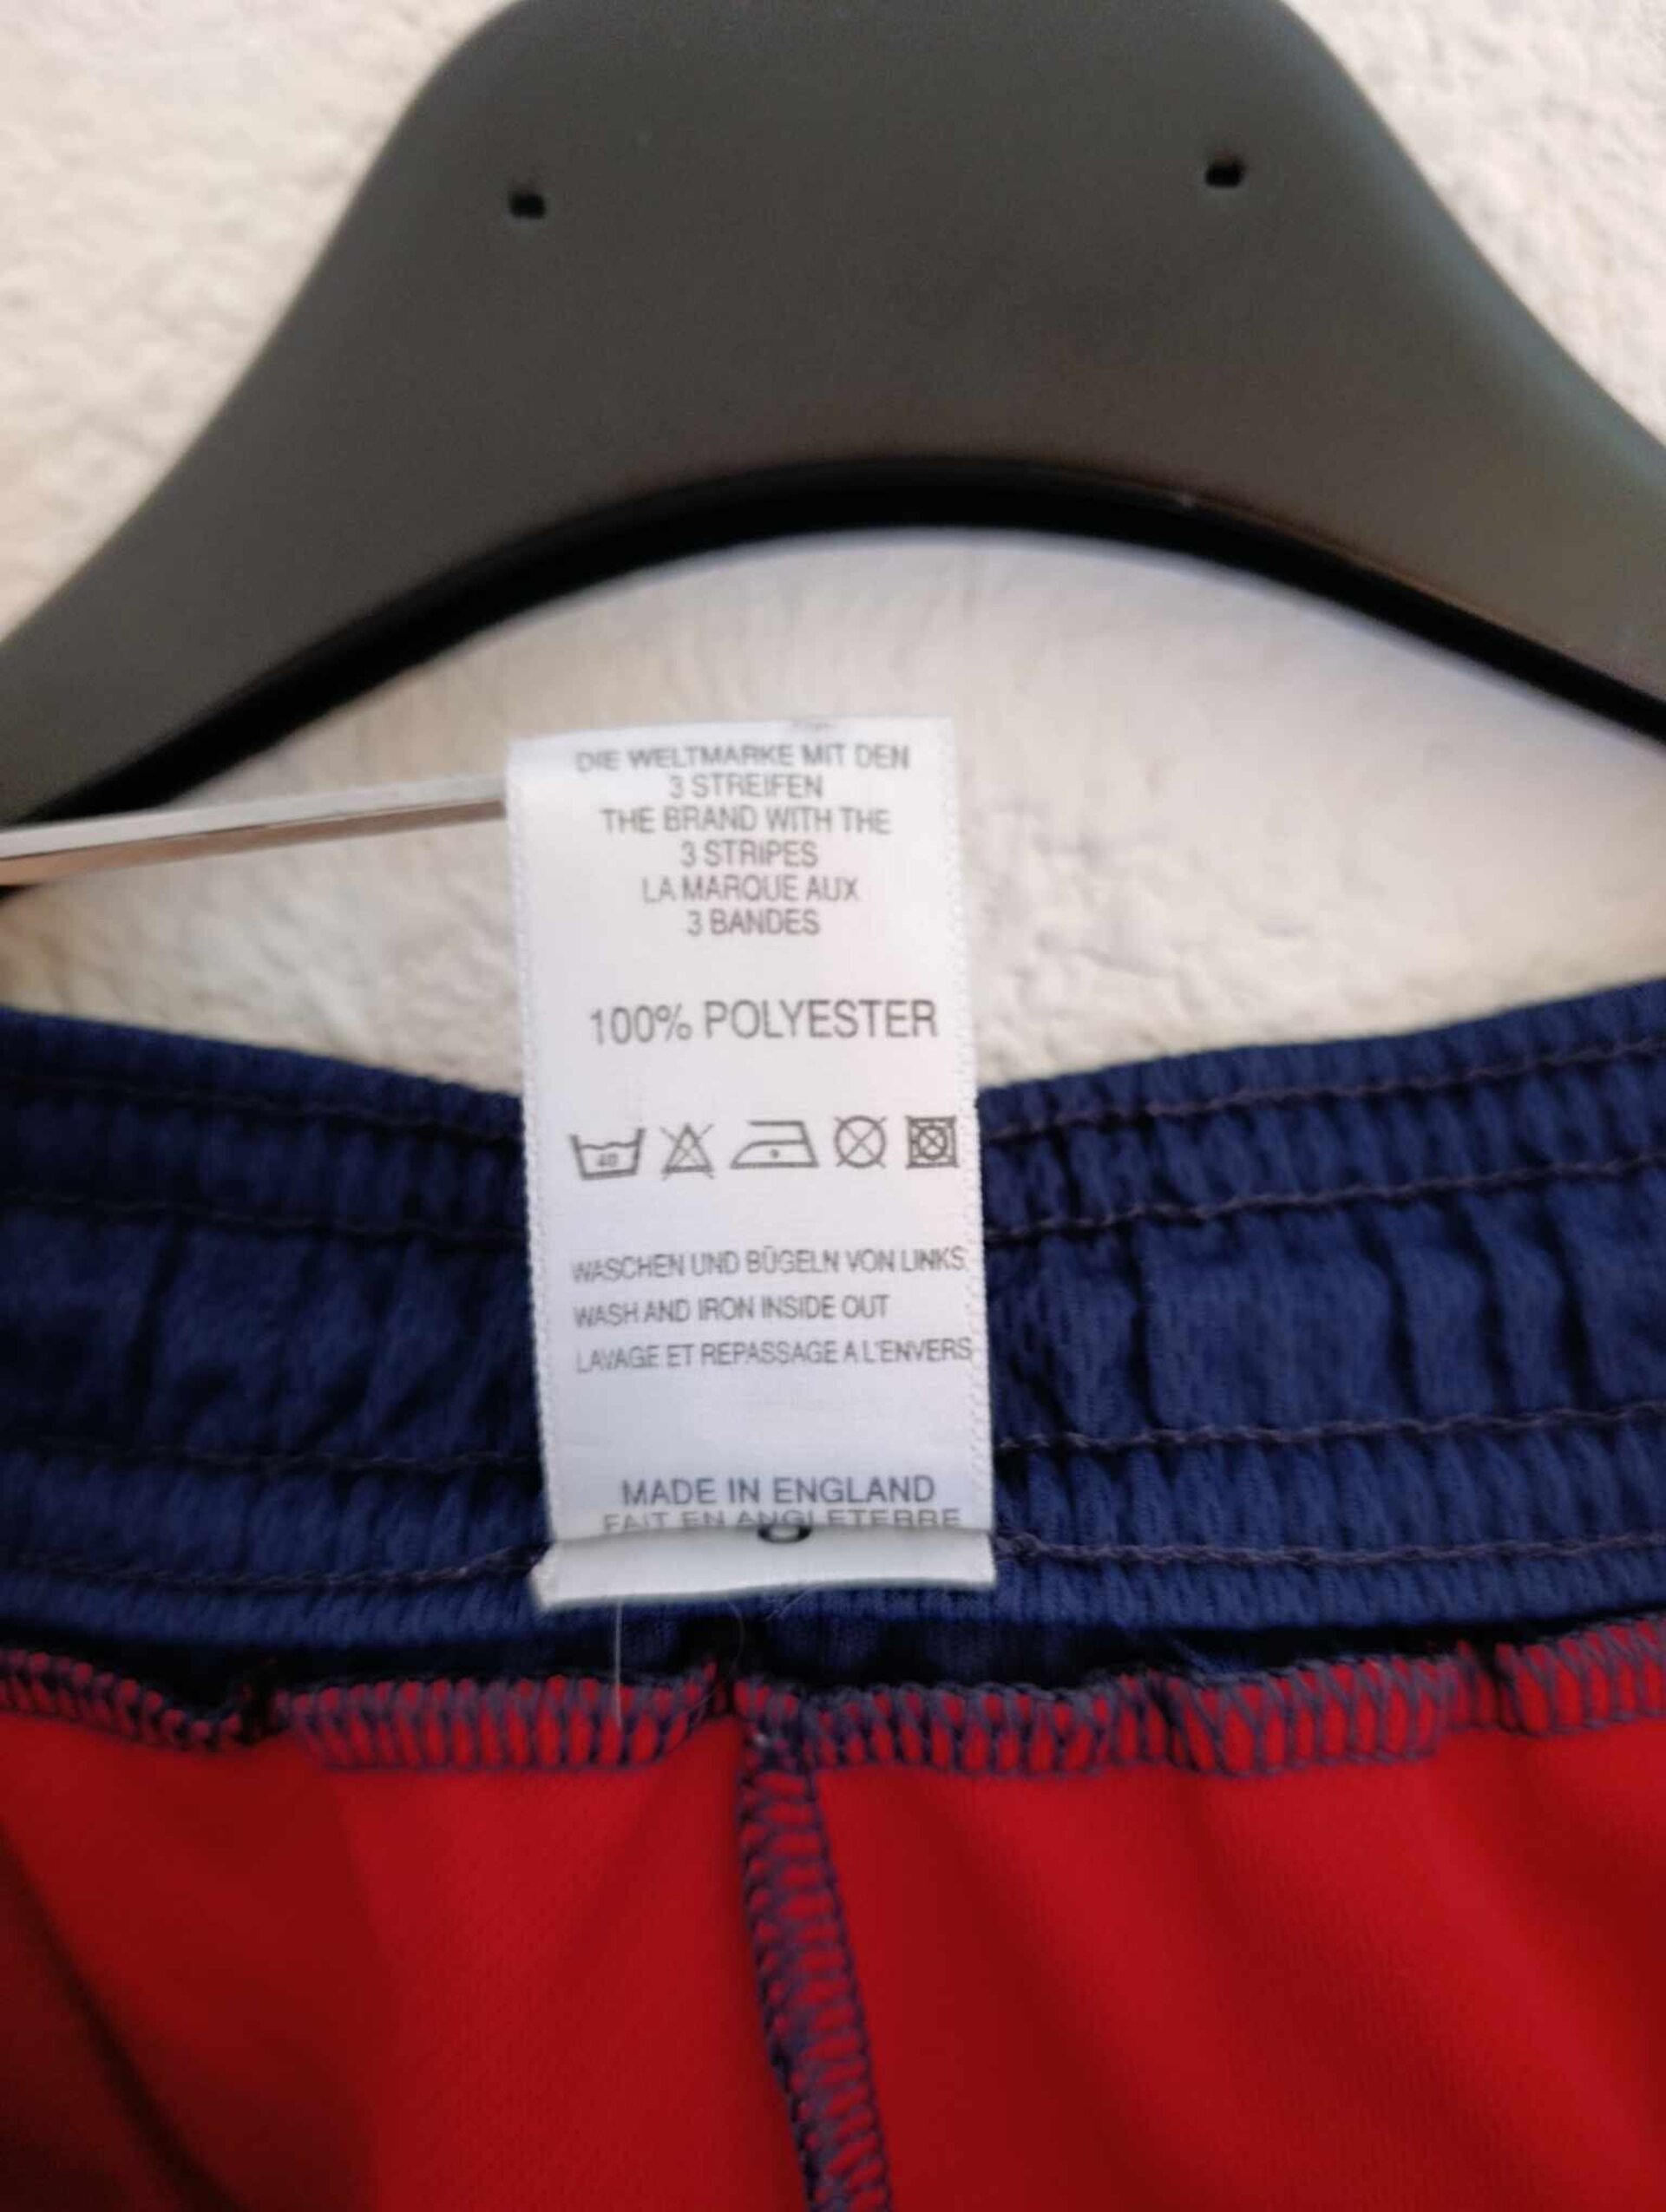 DIE WELTMARKE MIT DEN
3 STREIFEN
THE BRAND WITH THE
3 STRIPES
LA MARQUE AUX
3 BANDES
100% POLYESTER
40
WASCHEN UND BÜGELN VON LINKS
WASH AND IRON INSIDE OUT
LAVAGE ET REPASSAGE A L'ENVERS
MADE IN ENGLAND
FAIT EN ANGLETERRE